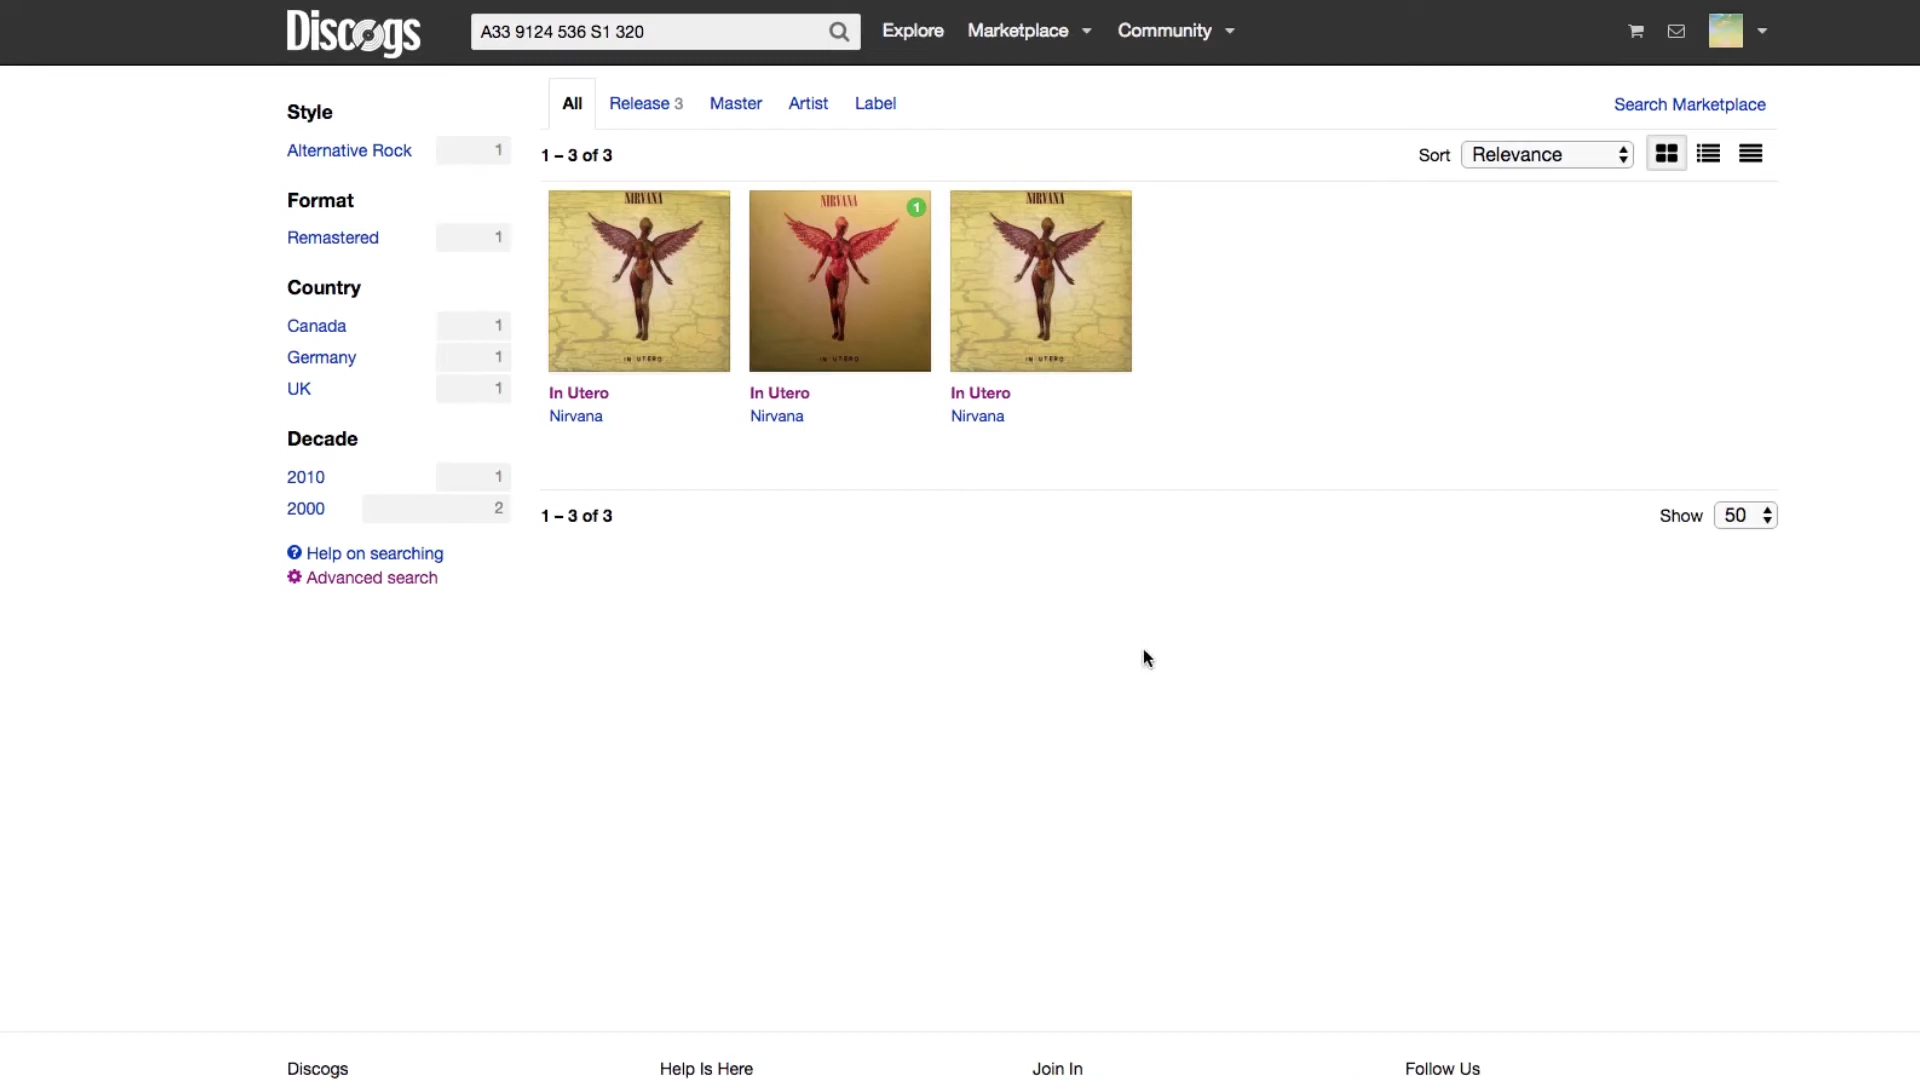 Discogs
A33 9124 536 S1 320
Explore
Marketplace
Community
Style
Alternative Rock 1
Format
Remastered 1
Country
Canada 1
Germany 1
UK 1
Decade
2010 1
2000 2
Help on searching
Advanced search
All Release 3 Master Artist Label
Search Marketplace
1 – 3 of 3
Sort Relevance
NIRVANA
IN UTERO
In Utero
Nirvana
NIRVANA
1
IN UTERO
In Utero
Nirvana
NIRVANA
IN UTERO
In Utero
Nirvana
1 – 3 of 3
Show 50
Discogs
Help Is Here
Join In
Follow Us